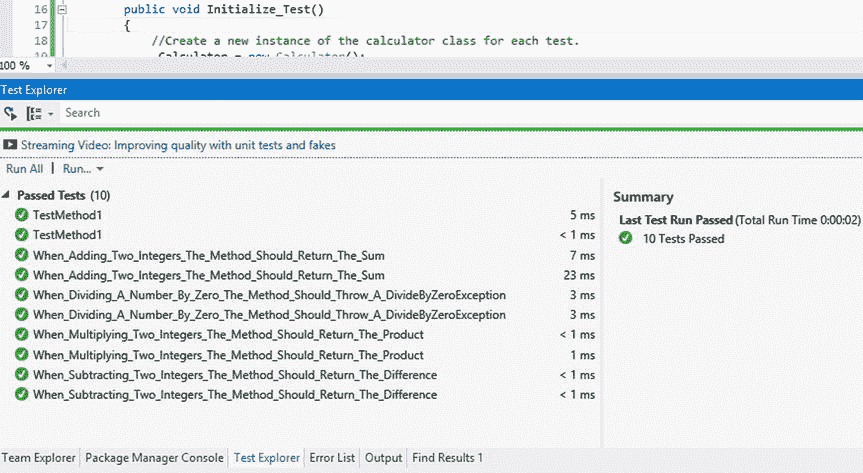 16 public void Initialize_Test()
17 {
18 //Create a new instance of the calculator class for each test.
19 Calculator = new Calculator();
100 %
Test Explorer
Search
Streaming Video: Improving quality with unit tests and fakes
Run All | Run...
Passed Tests (10)
TestMethod1 5 ms
TestMethod1 < 1 ms
When_Adding_Two_Integers_The_Method_Should_Return_The_Sum 7 ms
When_Adding_Two_Integers_The_Method_Should_Return_The_Sum 23 ms
When_Dividing_A_Number_By_Zero_The_Method_Should_Throw_A_DivideByZeroException 3 ms
When_Dividing_A_Number_By_Zero_The_Method_Should_Throw_A_DivideByZeroException 3 ms
When_Multiplying_Two_Integers_The_Method_Should_Return_The_Product < 1 ms
When_Multiplying_Two_Integers_The_Method_Should_Return_The_Product 1 ms
When_Subtracting_Two_Integers_The_Method_Should_Return_The_Difference < 1 ms
When_Subtracting_Two_Integers_The_Method_Should_Return_The_Difference < 1 ms
Summary
Last Test Run Passed (Total Run Time 0:00:02)
10 Tests Passed
Team Explorer Package Manager Console Test Explorer Error List Output Find Results 1